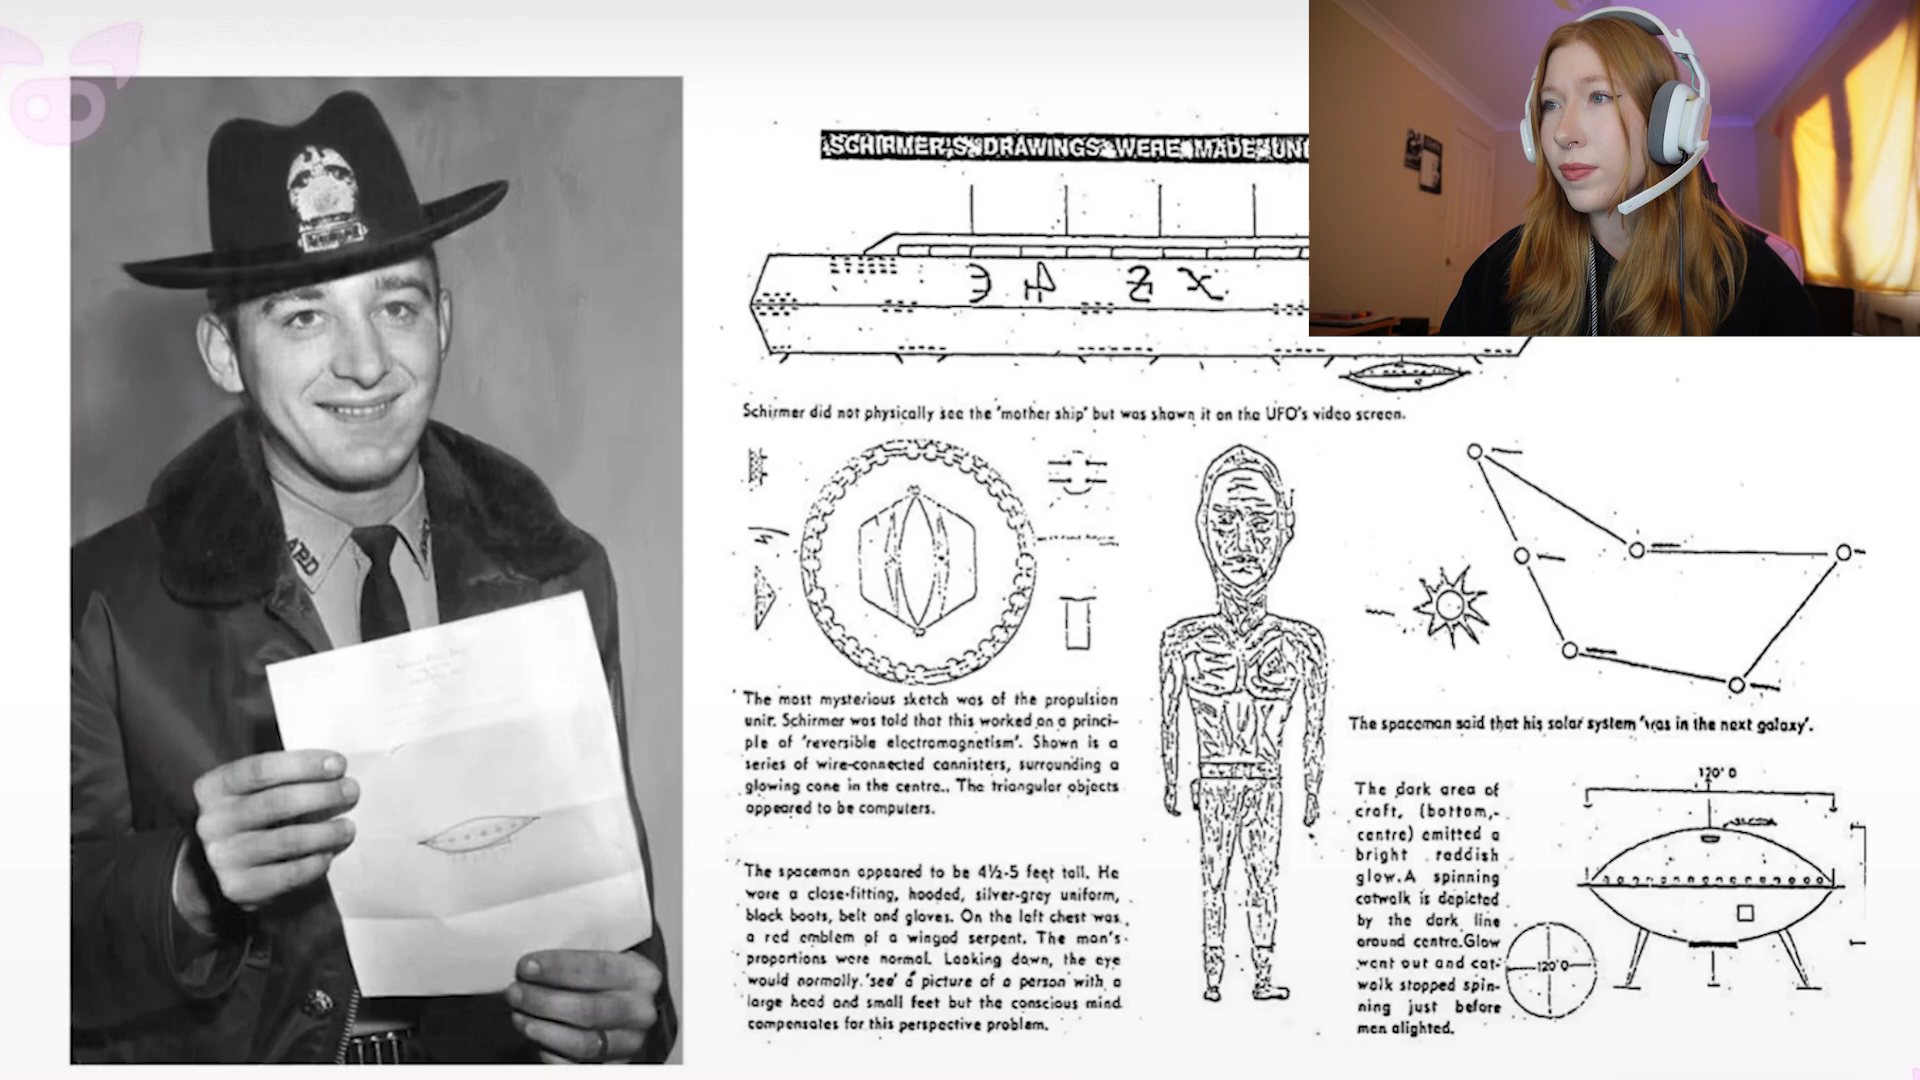 SCHIRMER'S DRAWINGS WERE MADE UN
Schirmer did not physically see the 'mother ship' but was shown it on the UFO's video screen.
The most mysterious sketch was of the propulsion
unit. Schirmer was told that this worked on a princi-
ple of 'reversible electromagnetism'. Shown is a
series of wire-connected cannisters, surrounding a
glowing cone in the centre.. The triangular objects
appeared to be computers.
The spaceman appeared to be 4½-5 feet tall. He
wore a close-fitting, hooded, silver-grey uniform,
black boots, belt and gloves. On the left chest was
a red emblem of a winged serpent. The man's
proportions were normal. Looking down, the eye
would normally 'see' a picture of a person with a
large head and small feet but the conscious mind
compensates for this perspective problem.
The spaceman said that his solar system 'was in the next galaxy'.
The dark area of
craft, (bottom,-
centre) emitted a
bright reddish
glow. A spinning
catwalk is depicted
by the dark line
around centre. Glow
went out and cat-
walk stopped spin-
ning just before
men alighted.
120' 0
120' 0
APD